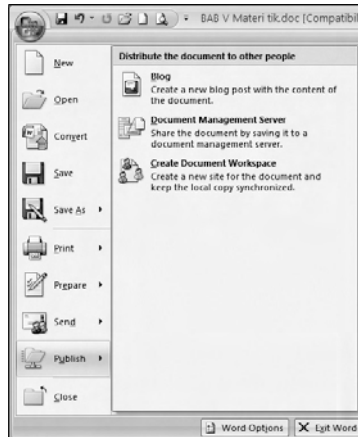 BAB V Materi tik.doc [Compatibil
New
Open
Convert
Save
Save As
Print
Prepare
Send
Publish
Close
Distribute the document to other people
Blog
Create a new blog post with the content of
the document.
Document Management Server
Share the document by saving it to a
document management server.
Create Document Workspace
Create a new site for the document and
keep the local copy synchronized.
Word Options
Exit Word